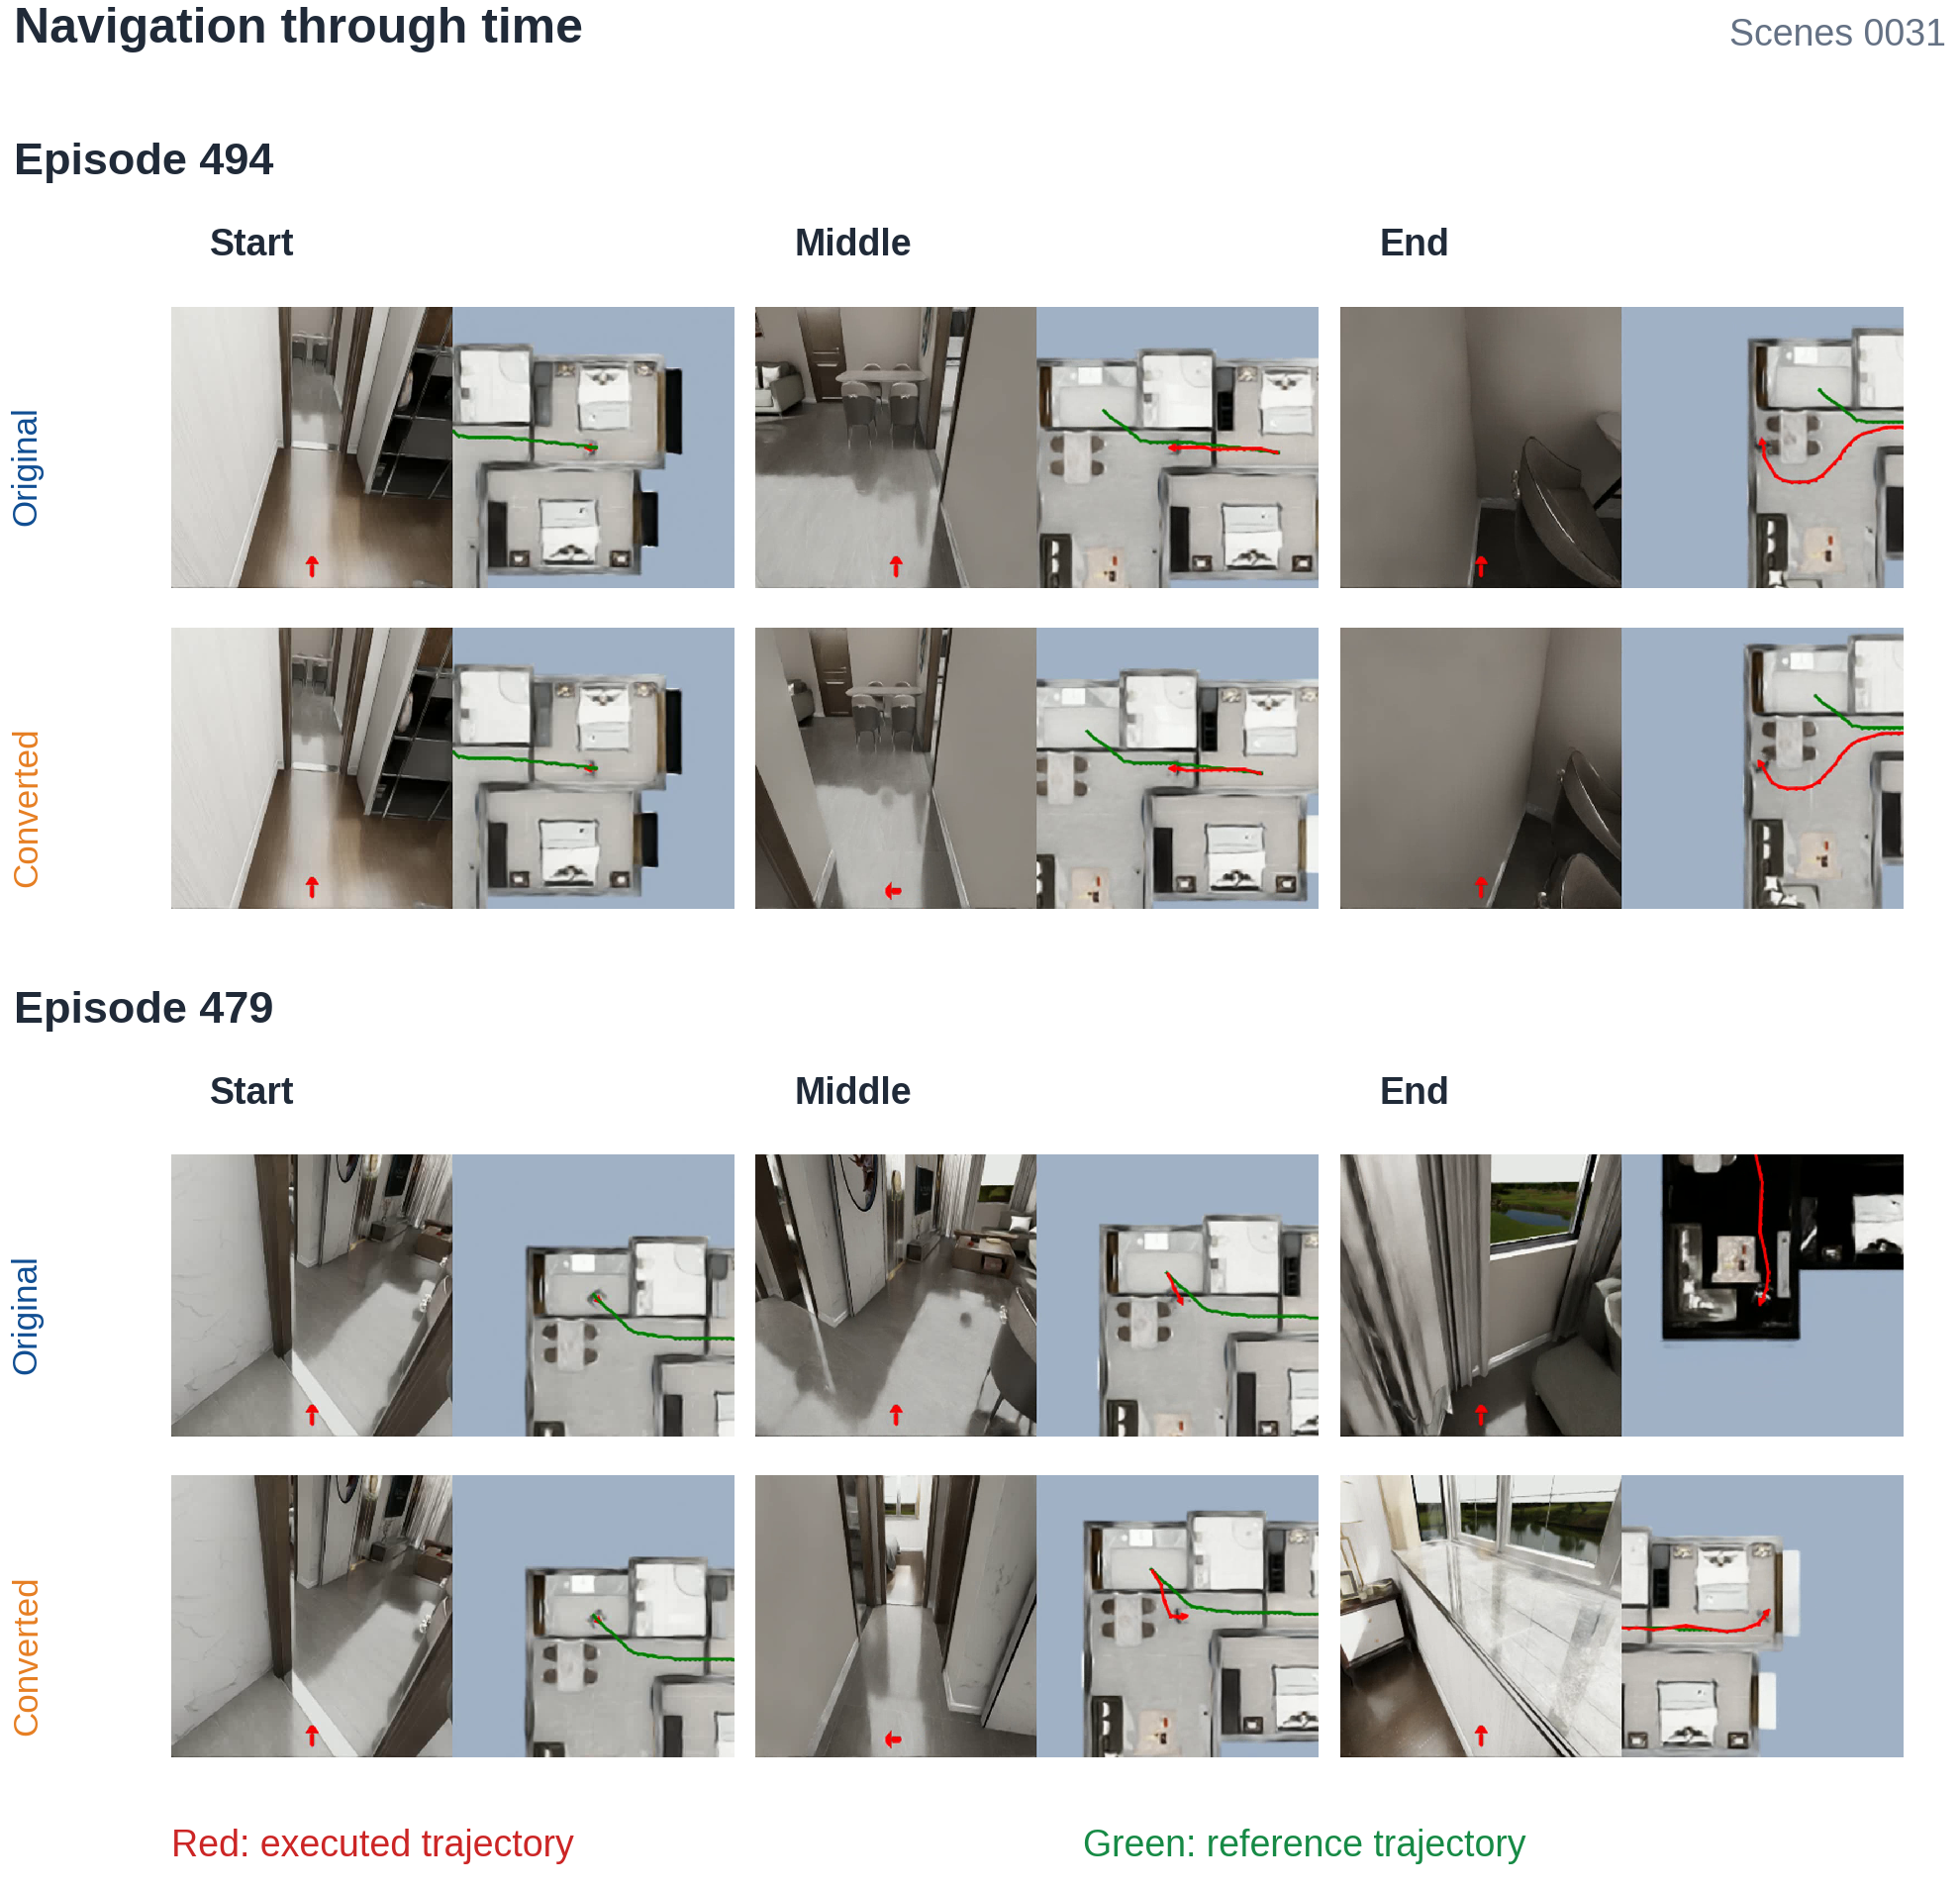 Navigation through time
Scenes 0031
Episode 494
Start
Middle
End
Original
Converted
Episode 479
Start
Middle
End
Original
Converted
Red: executed trajectory
Green: reference trajectory